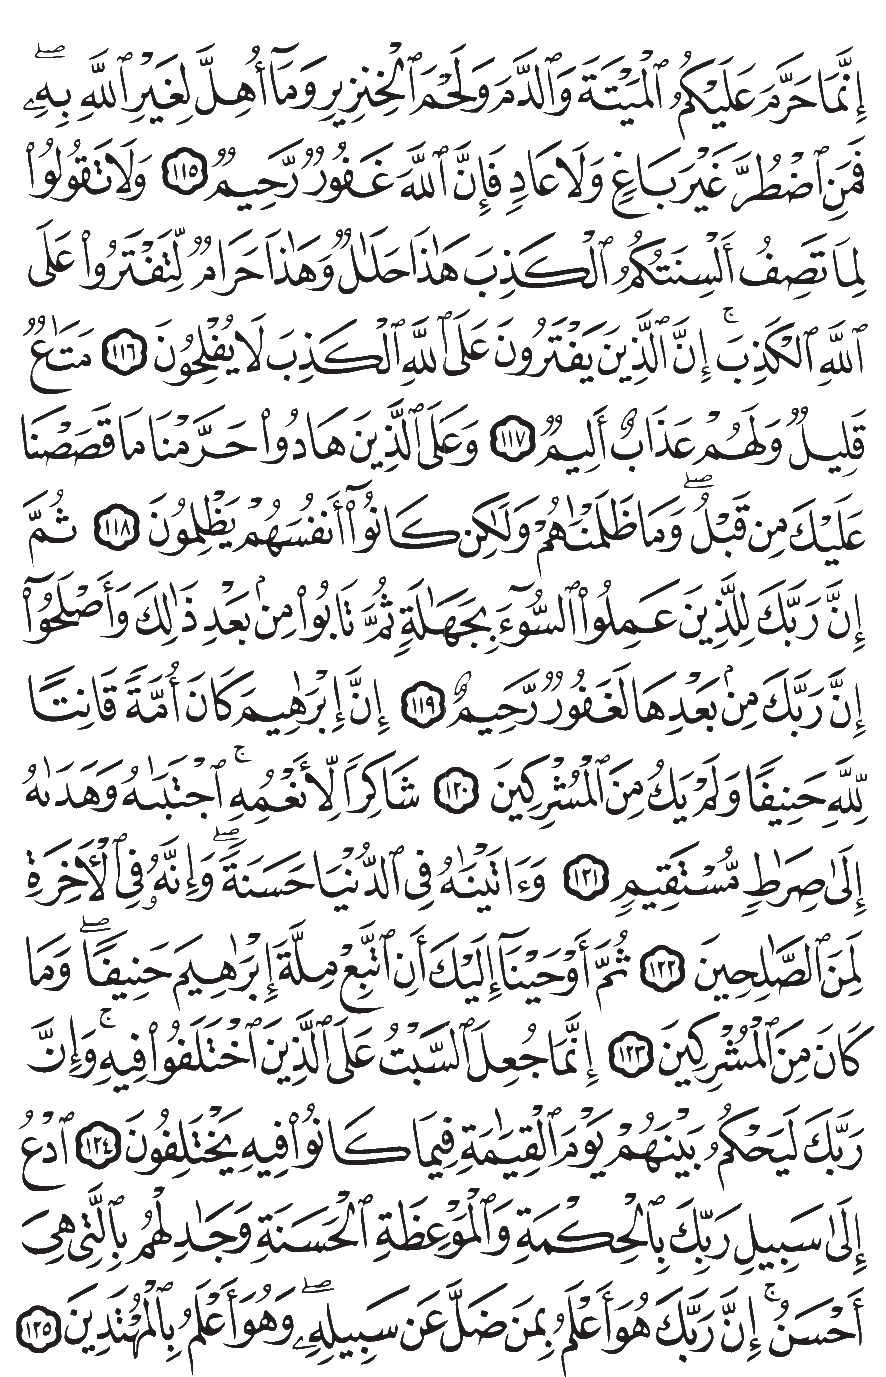 إِنَّمَا حَرَّمَ عَلَيْكُمُ ٱلْمَيْتَةَ وَٱلدَّمَ وَلَحْمَ ٱلْخِنزِيرِ وَمَآ أُهِلَّ لِغَيْرِ ٱللَّهِ بِهِۦۖ
فَمَنِ ٱضْطُرَّ غَيْرَ بَاغٍ وَلَا عَادٍ فَإِنَّ ٱللَّهَ غَفُورٌ رَّحِيمٌ ١١٥ وَلَا تَقُولُوا۟
لِمَا تَصِفُ أَلْسِنَتُكُمُ ٱلْكَذِبَ هَٰذَا حَلَٰلٌ وَهَٰذَا حَرَامٌ لِّتَفْتَرُوا۟ عَلَى
ٱللَّهِ ٱلْكَذِبَۚ إِنَّ ٱلَّذِينَ يَفْتَرُونَ عَلَى ٱللَّهِ ٱلْكَذِبَ لَا يُفْلِحُونَ ١١٦ مَتَٰعٌ
قَلِيلٌ وَلَهُمْ عَذَابٌ أَلِيمٌ ١١٧ وَعَلَى ٱلَّذِينَ هَادُوا۟ حَرَّمْنَا مَا قَصَصْنَا
عَلَيْكَ مِن قَبْلُۖ وَمَا ظَلَمْنَٰهُمْ وَلَٰكِن كَانُوٓا۟ أَنفُسَهُمْ يَظْلِمُونَ ١١٨ ثُمَّ
إِنَّ رَبَّكَ لِلَّذِينَ عَمِلُوا۟ ٱلسُّوٓءَ بِجَهَٰلَةٍ ثُمَّ تَابُوا۟ مِنۢ بَعْدِ ذَٰلِكَ وَأَصْلَحُوٓا۟
إِنَّ رَبَّكَ مِنۢ بَعْدِهَا لَغَفُورٌ رَّحِيمٌ ١١٩ إِنَّ إِبْرَٰهِيمَ كَانَ أُمَّةً قَانِتًا
لِّلَّهِ حَنِيفًا وَلَمْ يَكُ مِنَ ٱلْمُشْرِكِينَ ١٢٠ شَاكِرًا لِّأَنْعُمِهِۚ ٱجْتَبَىٰهُ وَهَدَىٰهُ
إِلَىٰ صِرَٰطٍ مُّسْتَقِيمٍ ١٢١ وَءَاتَيْنَٰهُ فِى ٱلدُّنْيَا حَسَنَةًۖ وَإِنَّهُۥ فِى ٱلْءَاخِرَةِ
لَمِنَ ٱلصَّٰلِحِينَ ١٢٢ ثُمَّ أَوْحَيْنَآ إِلَيْكَ أَنِ ٱتَّبِعْ مِلَّةَ إِبْرَٰهِيمَ حَنِيفًاۖ وَمَا
كَانَ مِنَ ٱلْمُشْرِكِينَ ١٢٣ إِنَّمَا جُعِلَ ٱلسَّبْتُ عَلَى ٱلَّذِينَ ٱخْتَلَفُوا۟ فِيهِۚ وَإِنَّ
رَبَّكَ لَيَحْكُمُ بَيْنَهُمْ يَوْمَ ٱلْقِيَٰمَةِ فِيمَا كَانُوا۟ فِيهِ يَخْتَلِفُونَ ١٢٤ ٱدْعُ
إِلَىٰ سَبِيلِ رَبِّكَ بِٱلْحِكْمَةِ وَٱلْمَوْعِظَةِ ٱلْحَسَنَةِ وَجَٰدِلْهُم بِٱلَّتِى هِىَ
أَحْسَنُۚ إِنَّ رَبَّكَ هُوَ أَعْلَمُ بِمَن ضَلَّ عَن سَبِيلِهِۦۖ وَهُوَ أَعْلَمُ بِٱلْمُهْتَدِينَ ١٢٥